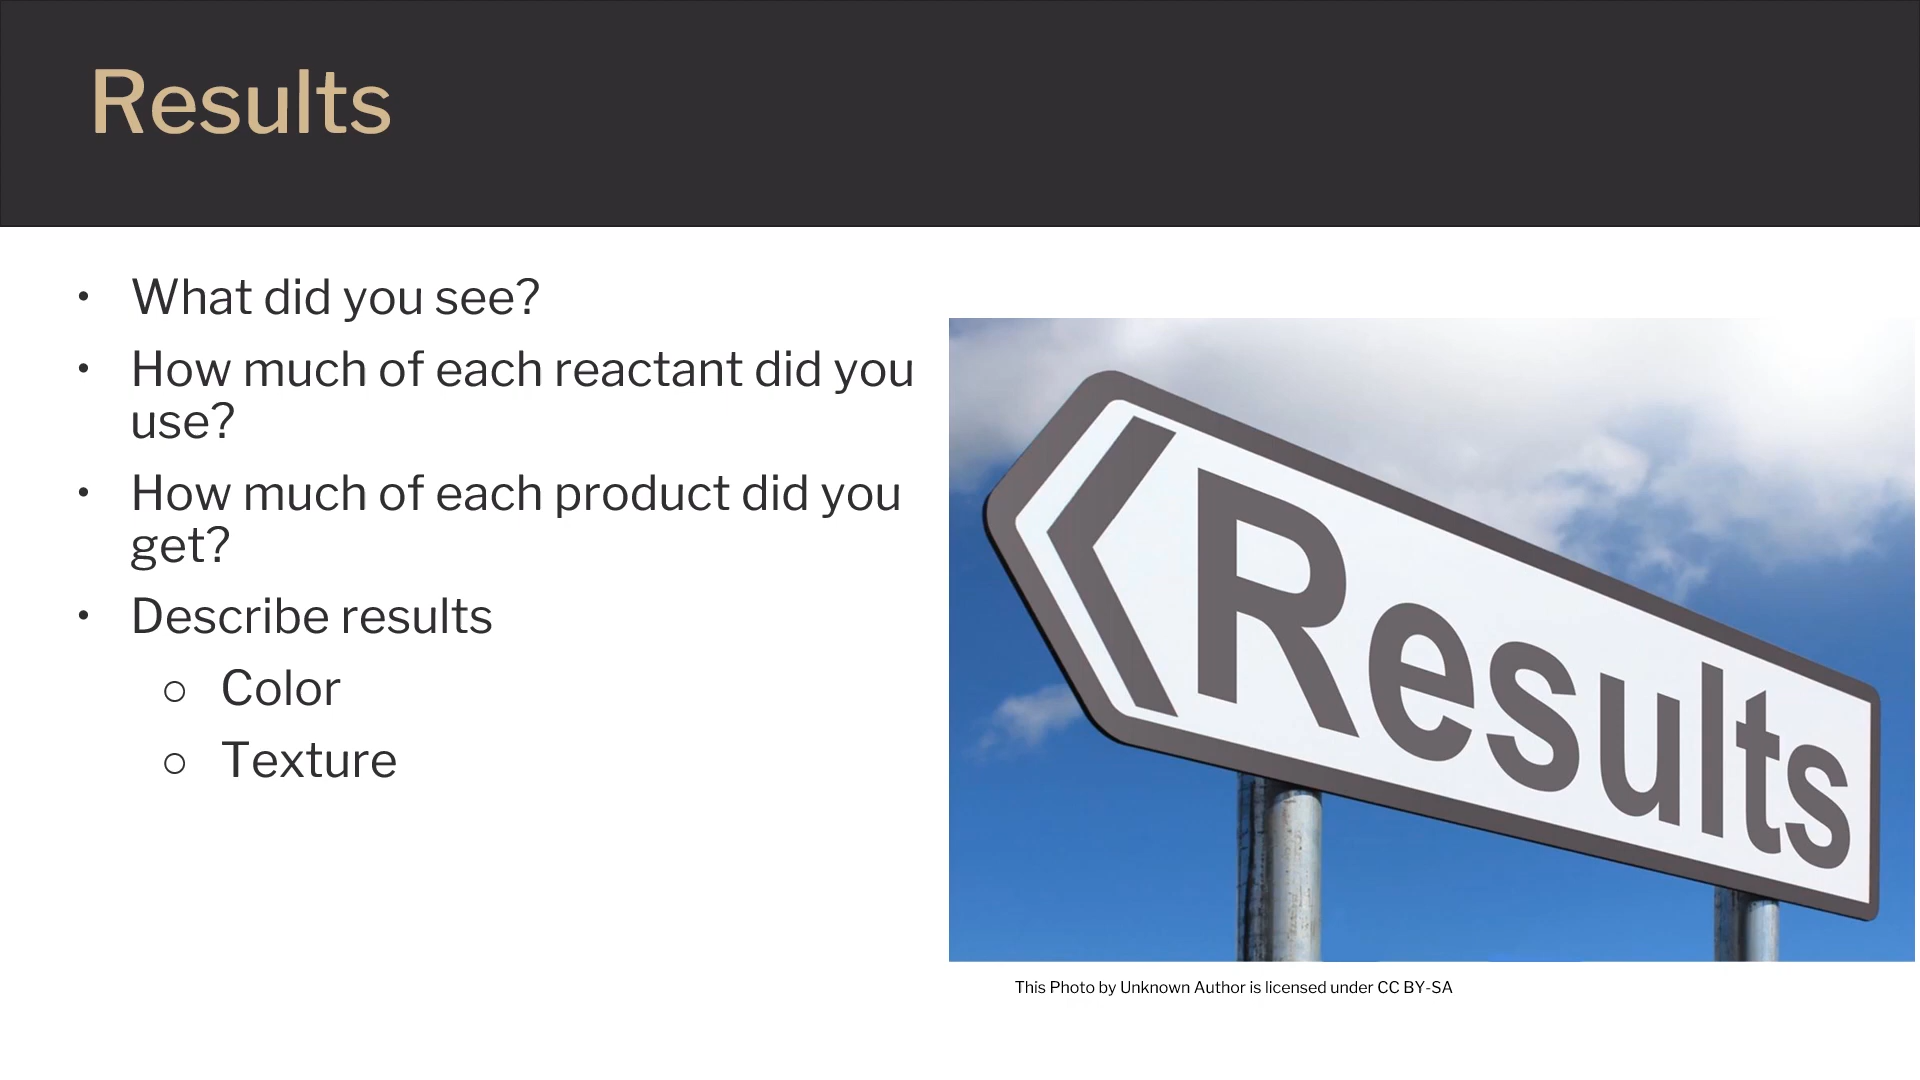 Results
• What did you see?
• How much of each reactant did you
use?
• How much of each product did you
get?
• Describe results
○ Color
○ Texture
Results
This Photo by Unknown Author is licensed under CC BY-SA